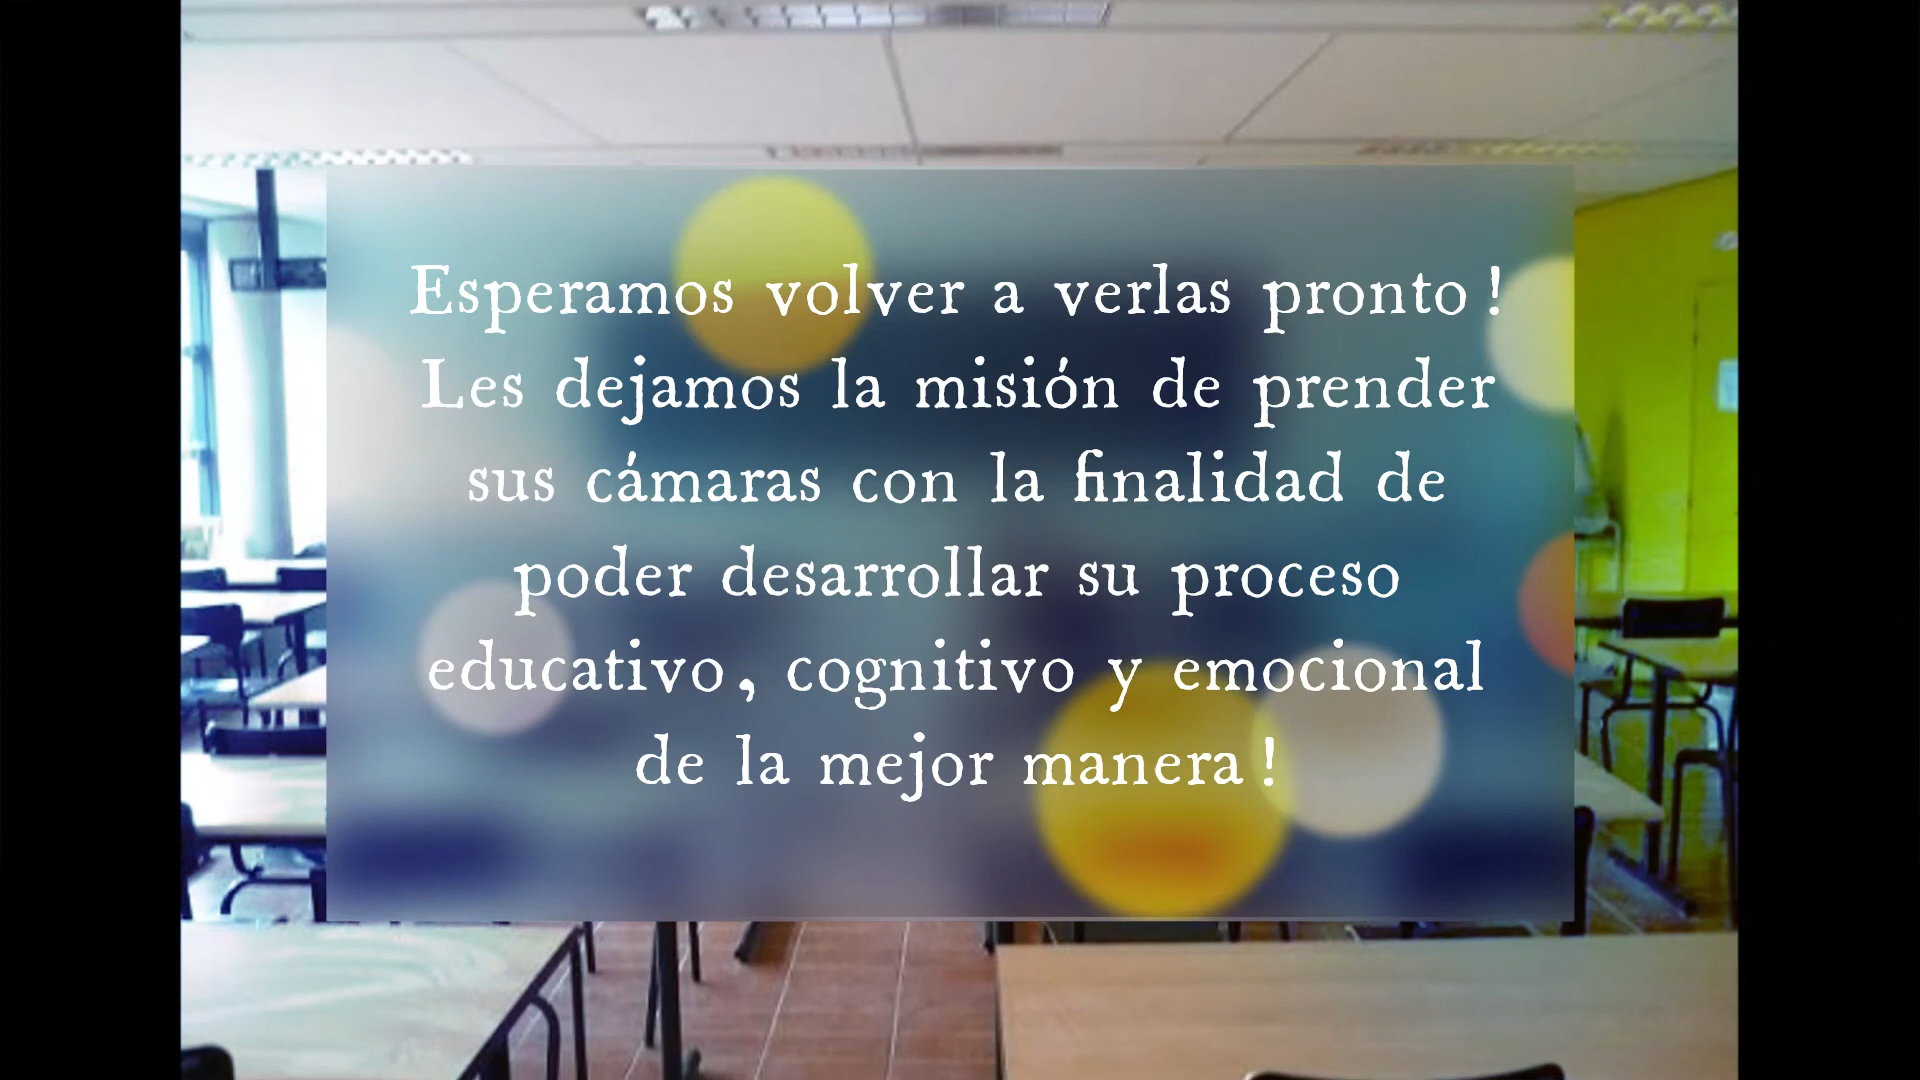 Esperamos volver a verlas pronto!
Les dejamos la misión de prender
sus cámaras con la finalidad de
poder desarrollar su proceso
educativo, cognitivo y emocional
de la mejor manera!